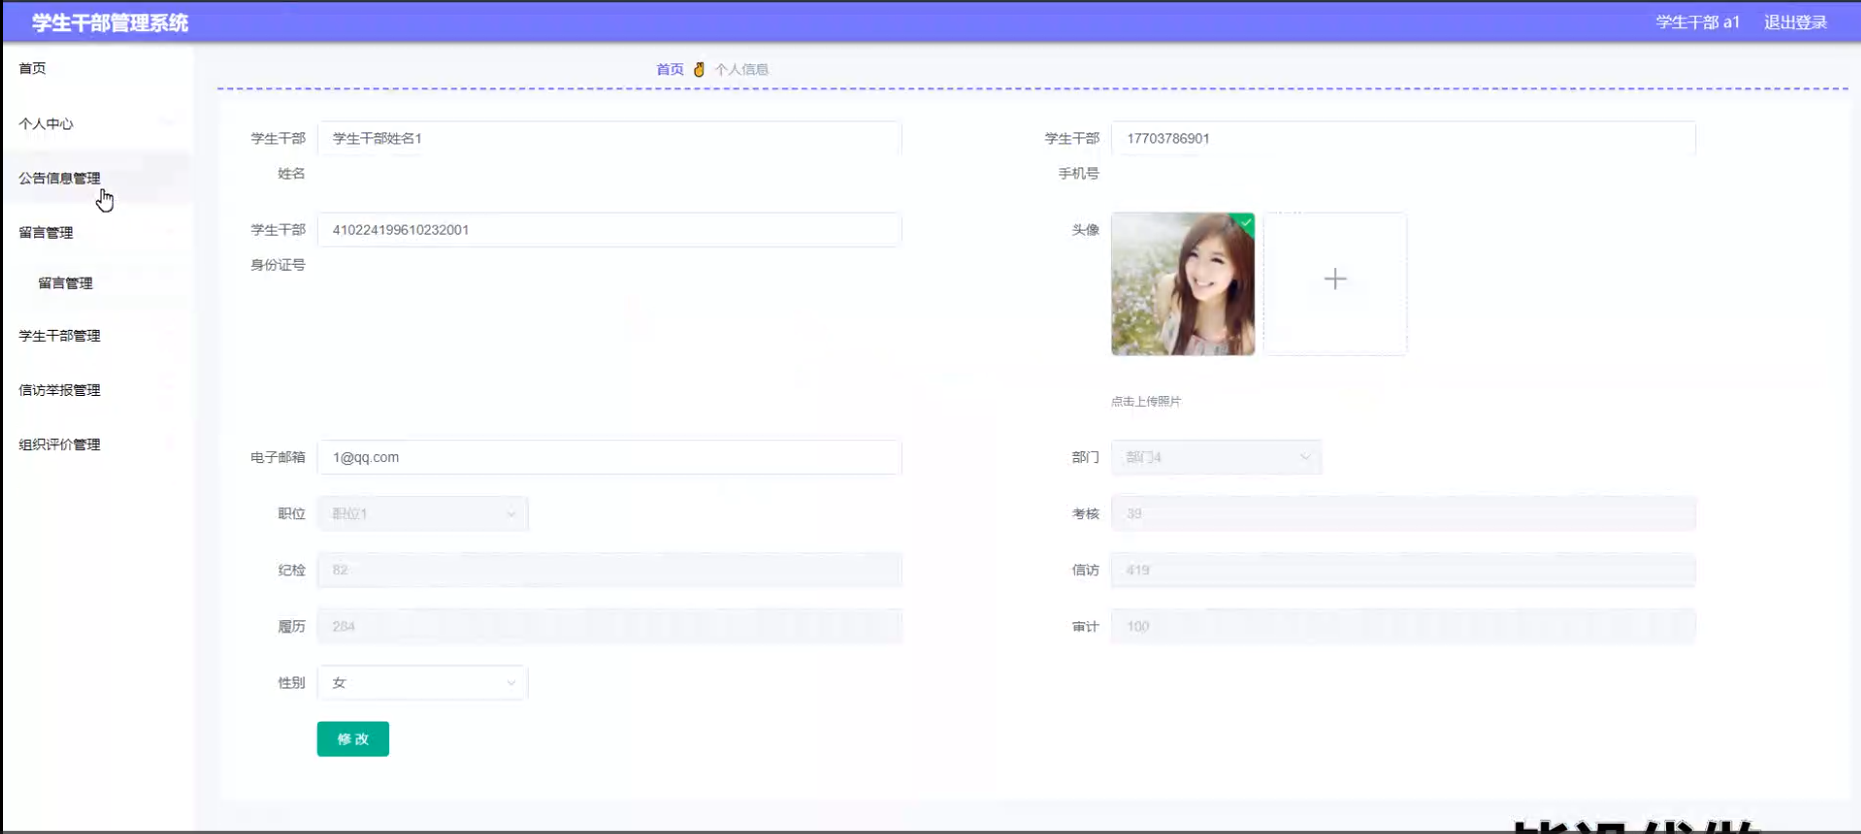 学生干部管理系统
学生干部 a1 退出登录
首页
个人中心
公告信息管理
留言管理
留言管理
学生干部管理
信访举报管理
组织评价管理
首页 个人信息
学生干部姓名 学生干部姓名1
学生干部手机号 17703786901
学生干部身份证号 410224199610232001
头像
点击上传照片
电子邮箱 1@qq.com
部门 部门4
职位 职位1
考核 39
纪检 82
信访 419
履历 284
审计 100
性别 女
修改